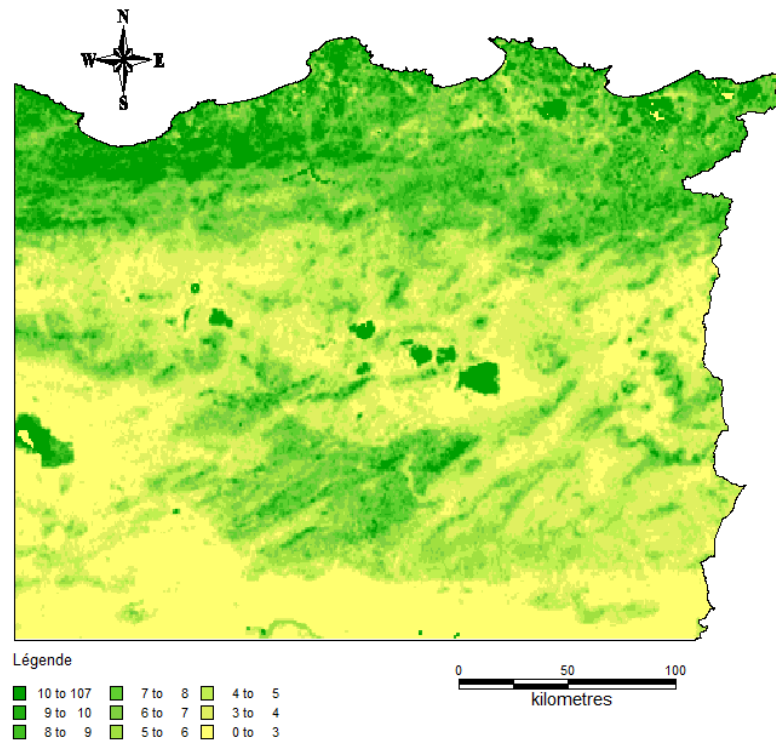 N
W E
S
Légende
10 to 107 7 to 8 4 to 5
9 to 10 6 to 7 3 to 4
8 to 9 5 to 6 0 to 3
0 50 100
kilometres